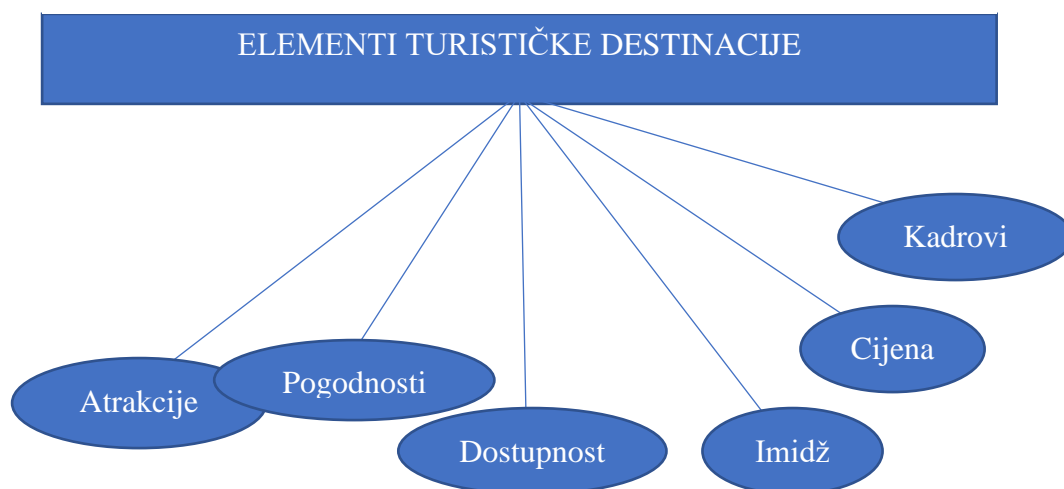 ELEMENTI TURISTIČKE DESTINACIJE
Kadrovi
Cijena
Pogodnosti
Atrakcije
Dostupnost
Imidž